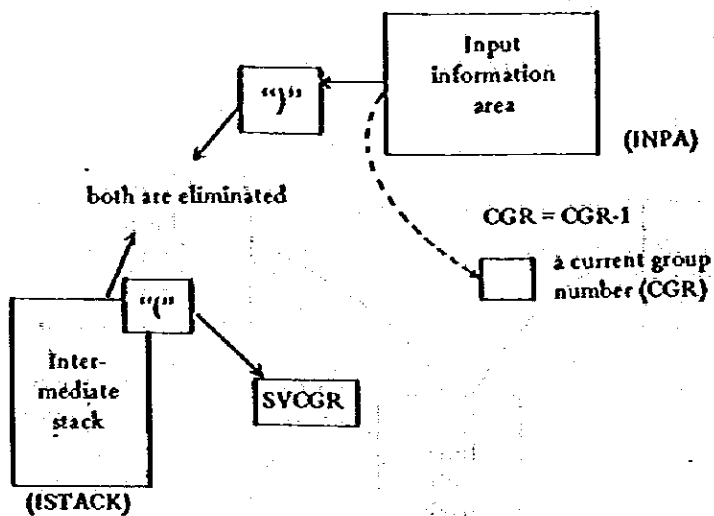 Input
information
area
(INPA)
“)”
both are eliminated
CGR = CGR-1
a current group
number (CGR)
“(”
Inter-
mediate
stack
SVCGR
(ISTACK)